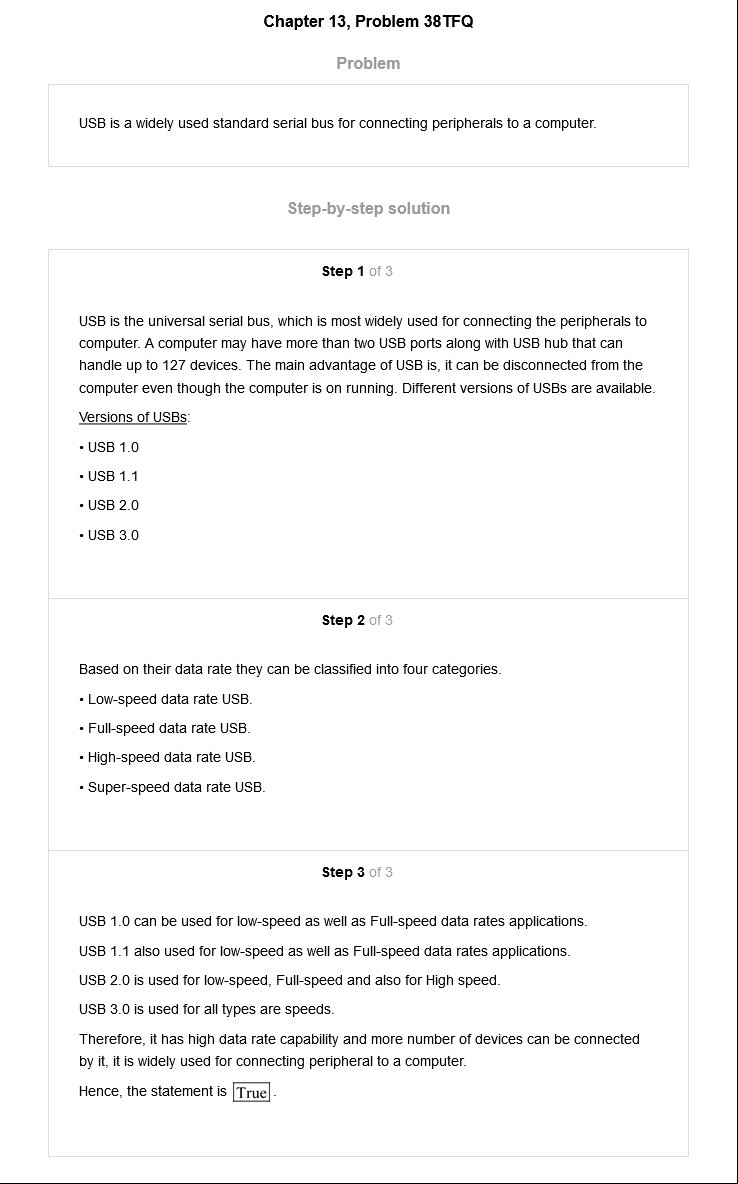 Chapter 13, Problem 38TFQ
Problem
USB is a widely used standard serial bus for connecting peripherals to a computer.
Step-by-step solution
Step 1 of 3
USB is the universal serial bus, which is most widely used for connecting the peripherals to
computer. A computer may have more than two USB ports along with USB hub that can
handle up to 127 devices. The main advantage of USB is, it can be disconnected from the
computer even though the computer is on running. Different versions of USBs are available.
Versions of USBs:
• USB 1.0
• USB 1.1
• USB 2.0
• USB 3.0
Step 2 of 3
Based on their data rate they can be classified into four categories.
• Low-speed data rate USB.
• Full-speed data rate USB.
• High-speed data rate USB.
• Super-speed data rate USB.
Step 3 of 3
USB 1.0 can be used for low-speed as well as Full-speed data rates applications.
USB 1.1 also used for low-speed as well as Full-speed data rates applications.
USB 2.0 is used for low-speed, Full-speed and also for High speed.
USB 3.0 is used for all types are speeds.
Therefore, it has high data rate capability and more number of devices can be connected
by it, it is widely used for connecting peripheral to a computer.
Hence, the statement is True.